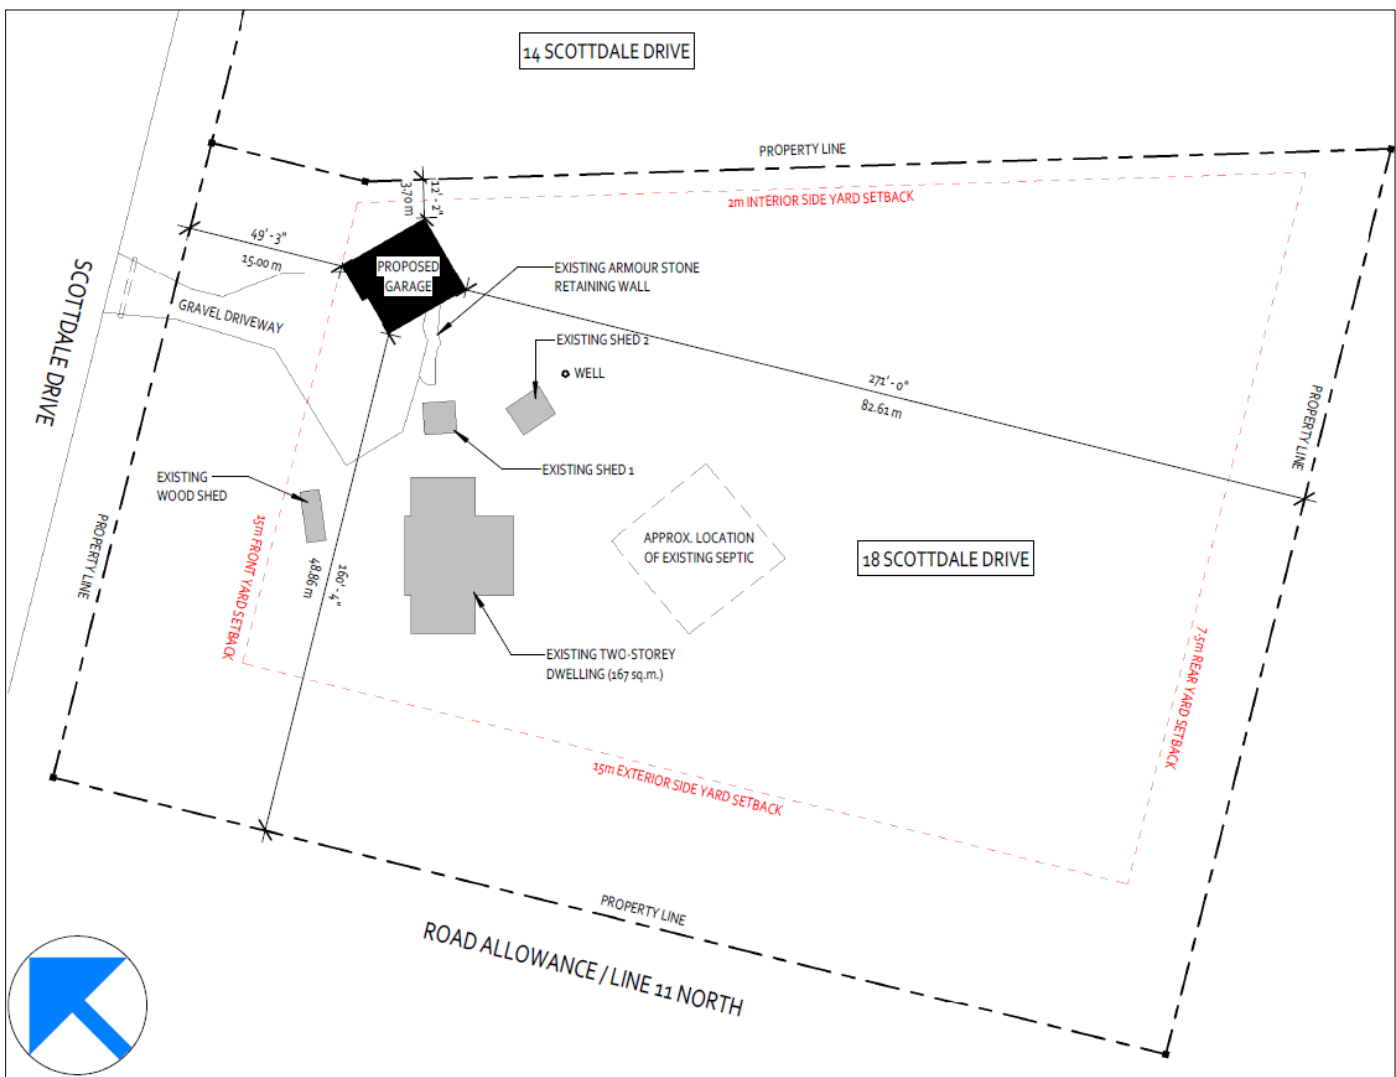 14 SCOTTDALE DRIVE
PROPERTY LINE
12' - 2"
3.70 m
2m INTERIOR SIDE YARD SETBACK
49' - 3"
15.00 m
PROPOSED
GARAGE
EXISTING ARMOUR STONE
RETAINING WALL
SCOTTDALE DRIVE
GRAVEL DRIVEWAY
EXISTING SHED 2
WELL
271' - 0"
82.61 m
PROPERTY LINE
EXISTING SHED 1
EXISTING
WOOD SHED
PROPERTY LINE
15m FRONT YARD SETBACK
160' - 4"
48.86 m
APPROX. LOCATION
OF EXISTING SEPTIC
18 SCOTTDALE DRIVE
EXISTING TWO-STOREY
DWELLING (167 sq.m.)
7.5m REAR YARD SETBACK
15m EXTERIOR SIDE YARD SETBACK
PROPERTY LINE
ROAD ALLOWANCE / LINE 11 NORTH